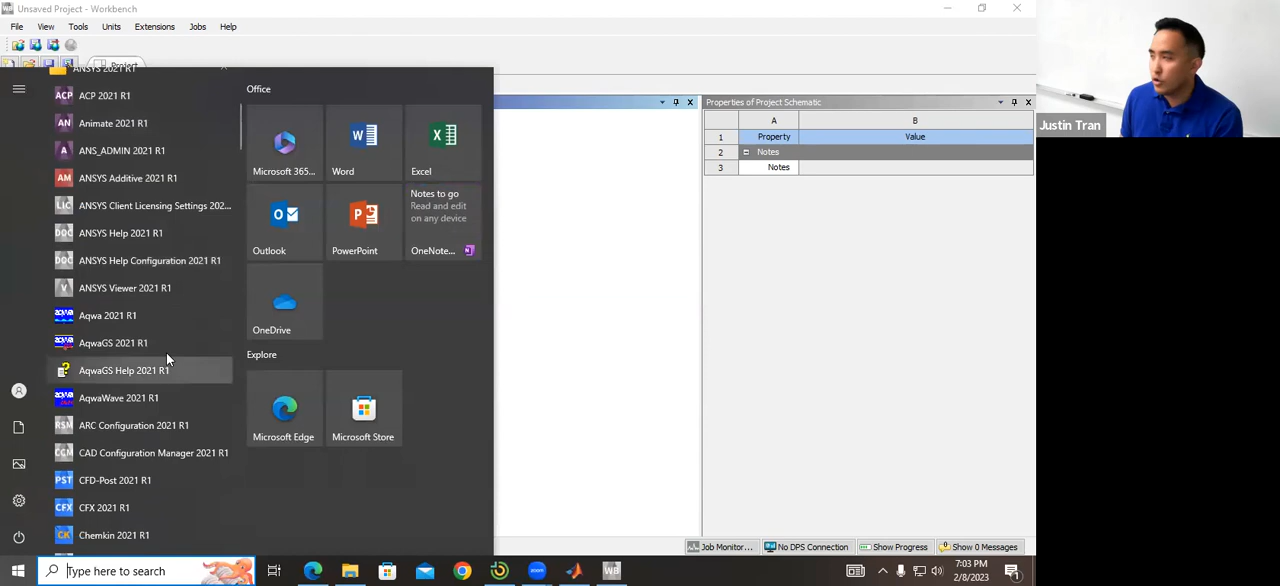 Unsaved Project - Workbench
File View Tools Units Extensions Jobs Help
Project
ANSYS 2021 R1
ACP 2021 R1
Animate 2021 R1
ANS_ADMIN 2021 R1
ANSYS Additive 2021 R1
ANSYS Client Licensing Settings 202...
ANSYS Help 2021 R1
ANSYS Help Configuration 2021 R1
ANSYS Viewer 2021 R1
Aqwa 2021 R1
AqwaGS 2021 R1
AqwaGS Help 2021 R1
AqwaWave 2021 R1
ARC Configuration 2021 R1
CAD Configuration Manager 2021 R1
CFD-Post 2021 R1
CFX 2021 R1
Chemkin 2021 R1
Office
Microsoft 365...
Word
Excel
Outlook
PowerPoint
Notes to go
Read and edit
on any device
OneNote...
OneDrive
Explore
Microsoft Edge
Microsoft Store
Properties of Project Schematic
A B
1 Property Value
2 Notes
3 Notes
Justin Tran
Job Monitor... No DPS Connection Show Progress Show 0 Messages
Type here to search
7:03 PM
2/8/2023